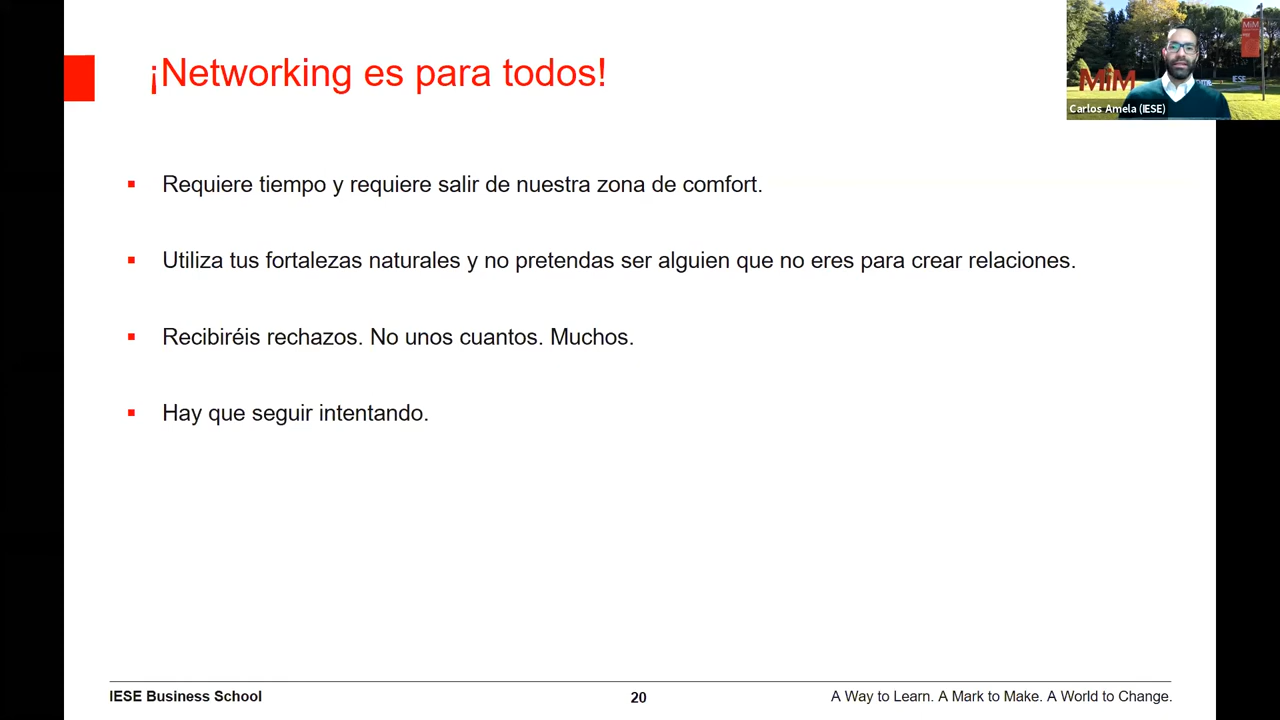 ¡Networking es para todos!
MiM
IESE
Carlos Amela (IESE)
Requiere tiempo y requiere salir de nuestra zona de comfort.
Utiliza tus fortalezas naturales y no pretendas ser alguien que no eres para crear relaciones.
Recibiréis rechazos. No unos cuantos. Muchos.
Hay que seguir intentando.
IESE Business School
20
A Way to Learn. A Mark to Make. A World to Change.